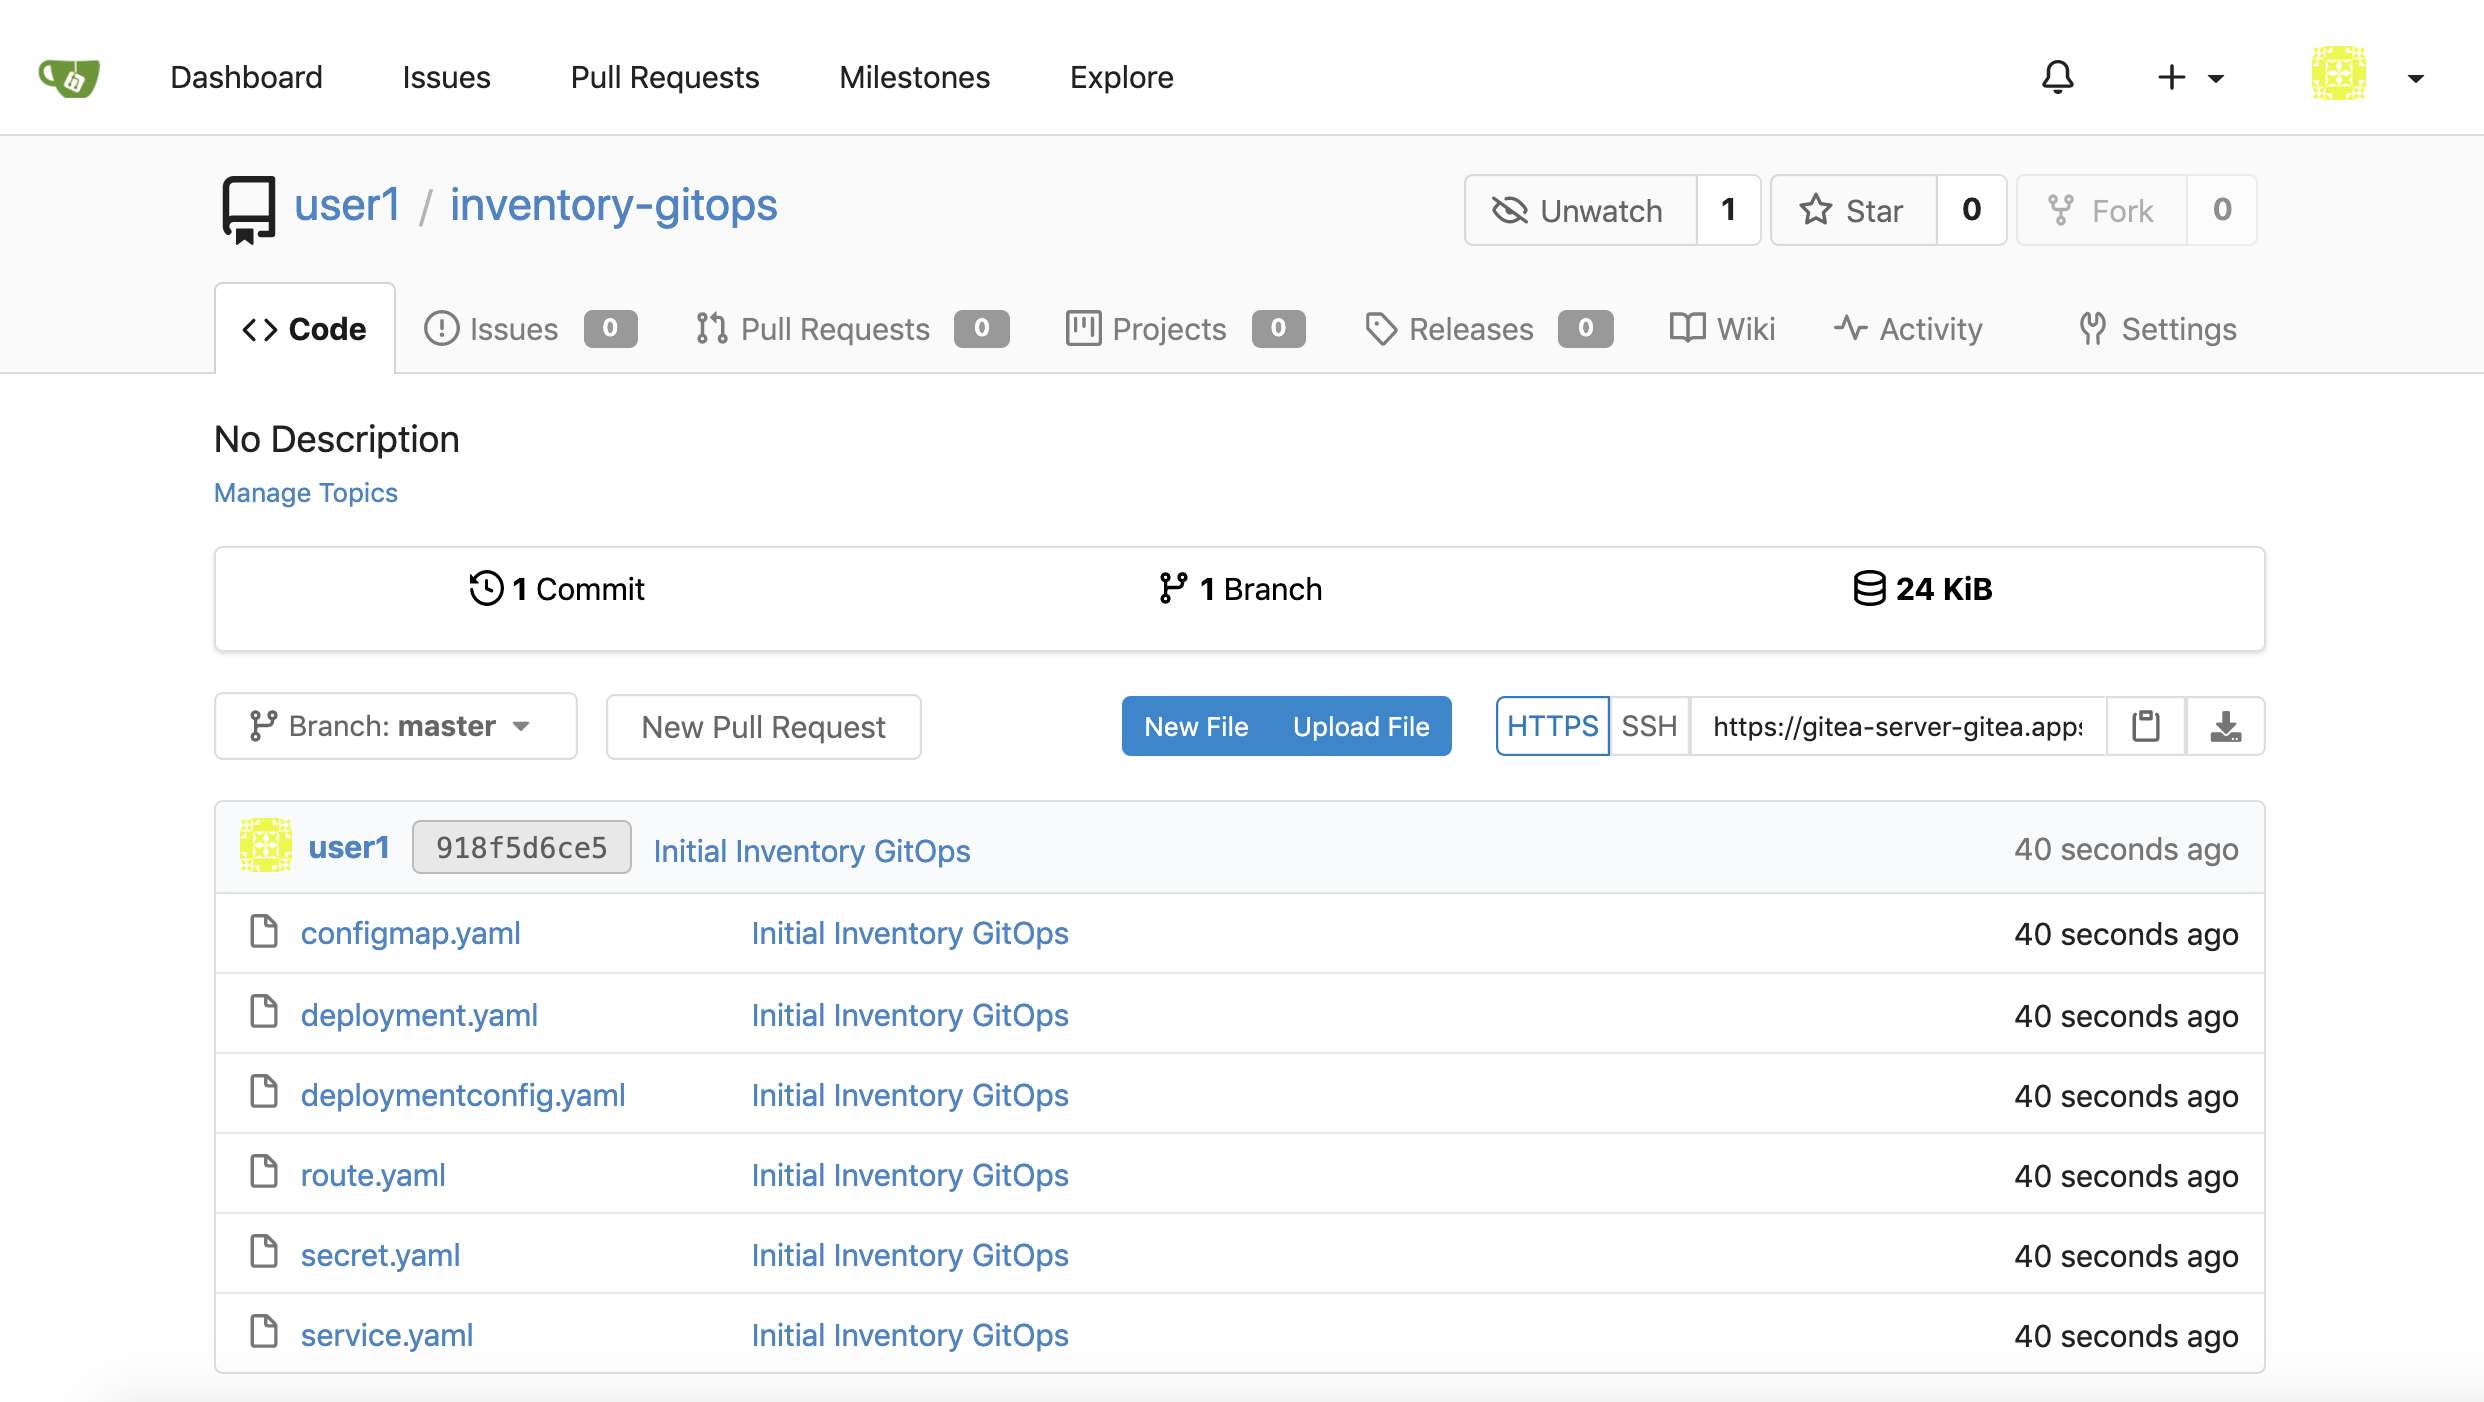 Dashboard Issues Pull Requests Milestones Explore
user1 / inventory-gitops Unwatch 1 Star 0 Fork 0
Code Issues 0 Pull Requests 0 Projects 0 Releases 0 Wiki Activity Settings
No Description
Manage Topics
1 Commit 1 Branch 24 KiB
Branch: master New Pull Request New File Upload File HTTPS SSH https://gitea-server-gitea.apps
user1 918f5d6ce5 Initial Inventory GitOps 40 seconds ago
configmap.yaml Initial Inventory GitOps 40 seconds ago
deployment.yaml Initial Inventory GitOps 40 seconds ago
deploymentconfig.yaml Initial Inventory GitOps 40 seconds ago
route.yaml Initial Inventory GitOps 40 seconds ago
secret.yaml Initial Inventory GitOps 40 seconds ago
service.yaml Initial Inventory GitOps 40 seconds ago